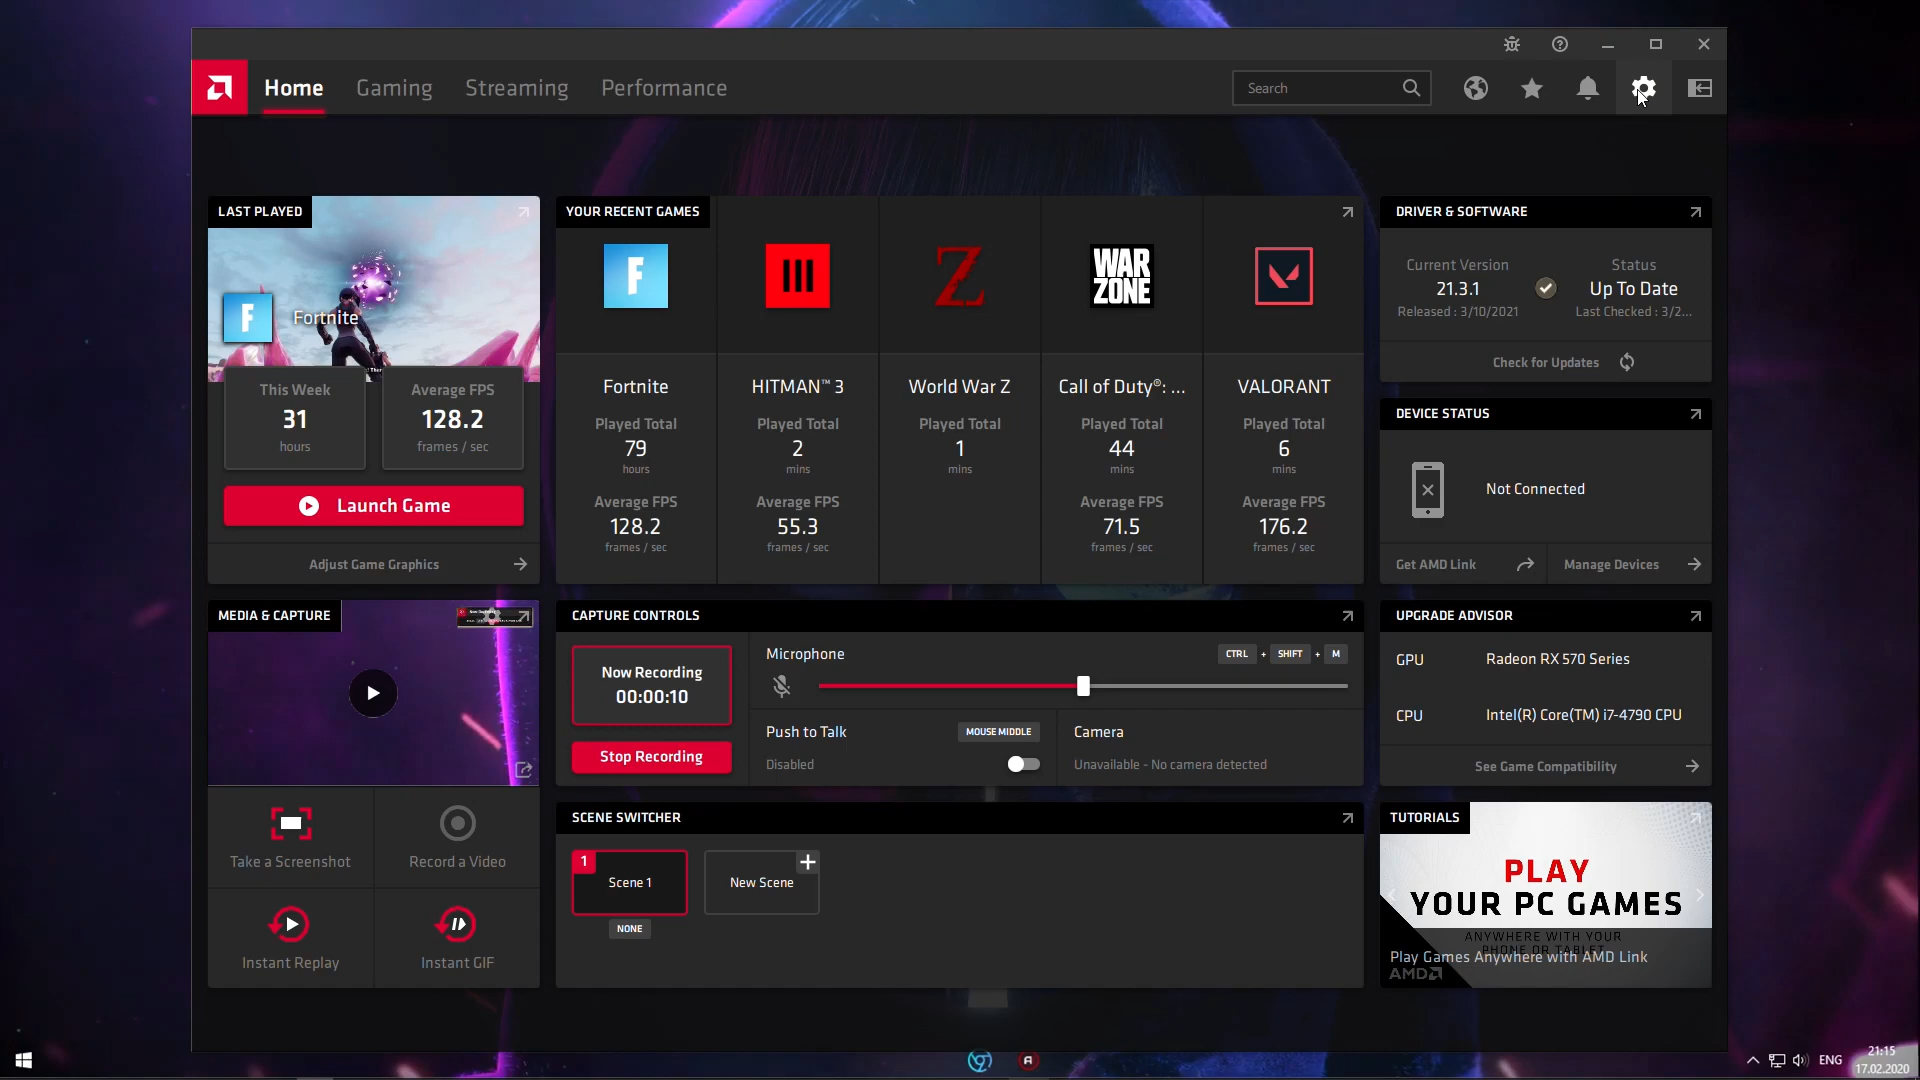 Home
Gaming
Streaming
Performance
Search
LAST PLAYED
F
Fortnite
This Week
31
hours
Average FPS
128.2
frames / sec
Launch Game
Adjust Game Graphics
YOUR RECENT GAMES
F
Fortnite
Played Total
79
hours
Average FPS
128.2
frames / sec
III
HITMAN™ 3
Played Total
2
mins
Average FPS
55.3
frames / sec
Z
World War Z
Played Total
1
mins
WAR
ZONE
Call of Duty®: ...
Played Total
44
mins
Average FPS
71.5
frames / sec
VALORANT
Played Total
6
mins
Average FPS
176.2
frames / sec
DRIVER & SOFTWARE
Current Version
21.3.1
Released : 3/10/2021
Status
Up To Date
Last Checked : 3/2...
Check for Updates
DEVICE STATUS
Not Connected
Get AMD Link
Manage Devices
MEDIA & CAPTURE
Take a Screenshot
Record a Video
Instant Replay
Instant GIF
CAPTURE CONTROLS
Now Recording
00:00:10
Stop Recording
Microphone
CTRL + SHIFT + M
Push to Talk
MOUSE MIDDLE
Disabled
Camera
Unavailable - No camera detected
SCENE SWITCHER
1
Scene 1
NONE
New Scene
UPGRADE ADVISOR
GPU
Radeon RX 570 Series
CPU
Intel(R) Core(TM) i7-4790 CPU
See Game Compatibility
TUTORIALS
PLAY
YOUR PC GAMES
ANYWHERE WITH YOUR
PHONE OR TABLET
Play Games Anywhere with AMD Link
AMD
ENG
21:15
17.02.2020